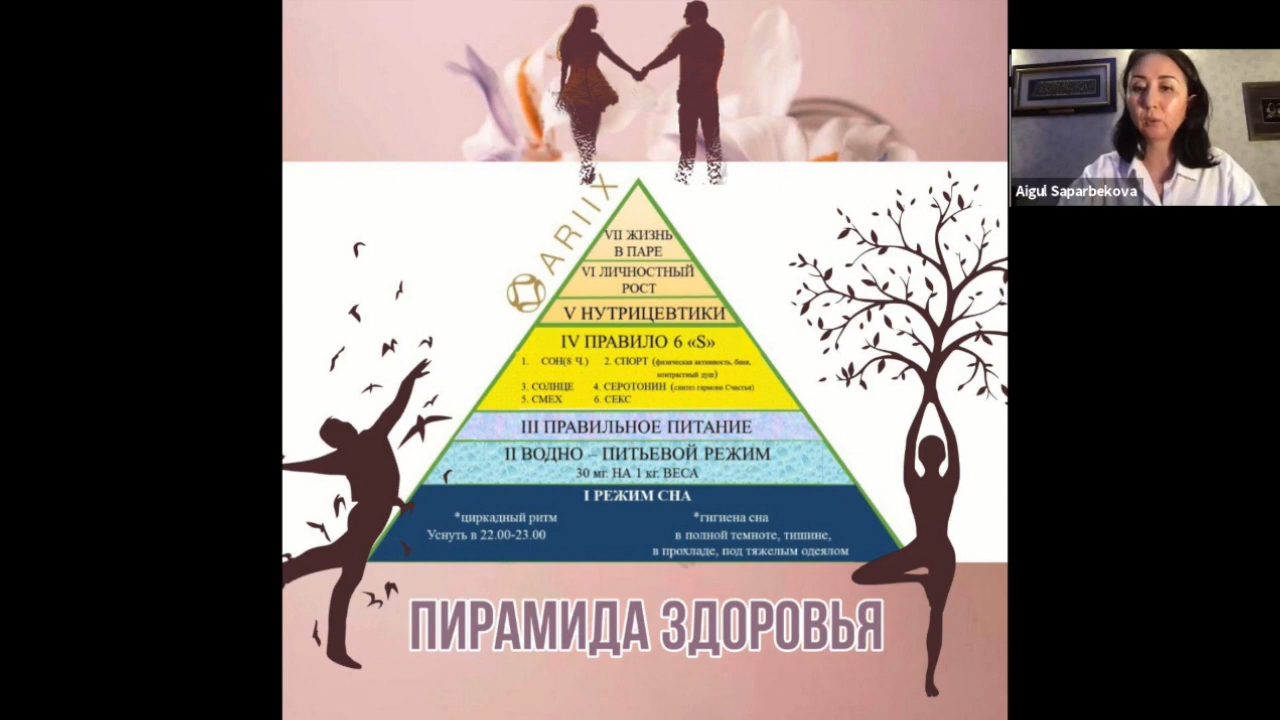 ARIIX
VII ЖИЗНЬ
В ПАРЕ
VI ЛИЧНОСТНЫЙ
РОСТ
V НУТРИЦЕВТИКИ
IV ПРАВИЛО 6 «S»
1. СОН(8 Ч.) 2. СПОРТ (физическая активность, баня,
контрастный душ)
3. СОЛНЦЕ 4. СЕРОТОНИН (синтез гармона Счастья)
5. СМЕХ 6. СЕКС
III ПРАВИЛЬНОЕ ПИТАНИЕ
II ВОДНО – ПИТЬЕВОЙ РЕЖИМ
30 мг. НА 1 кг. ВЕСА
I РЕЖИМ СНА
*циркадный ритм
Уснуть в 22.00-23.00
*гигиена сна
в полной темноте, тишине,
в прохладе, под тяжелым одеялом
ПИРАМИДА ЗДОРОВЬЯ
Aigul Saparbekova